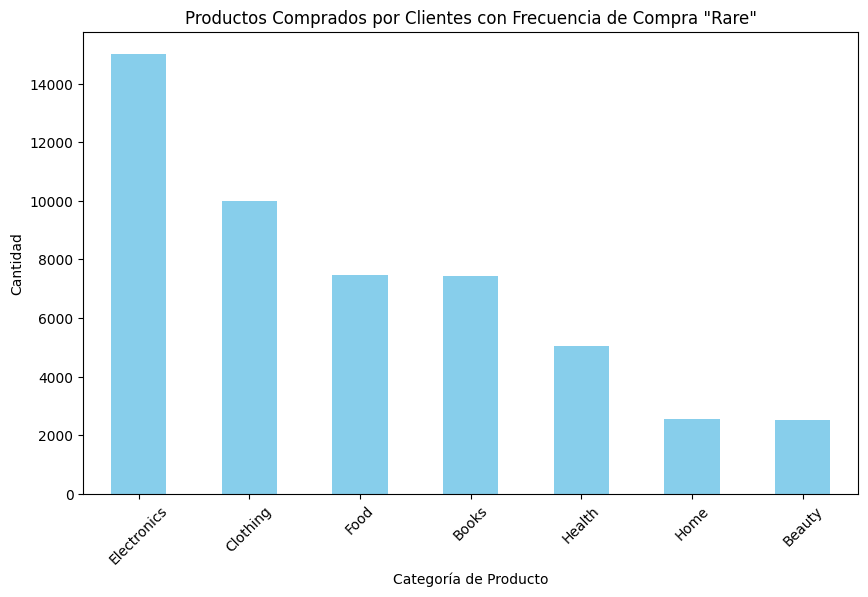 Productos Comprados por Clientes con Frecuencia de Compra "Rare"
Cantidad
14000
12000
10000
8000
6000
4000
2000
0
Electronics
Clothing
Food
Books
Health
Home
Beauty
Categoría de Producto